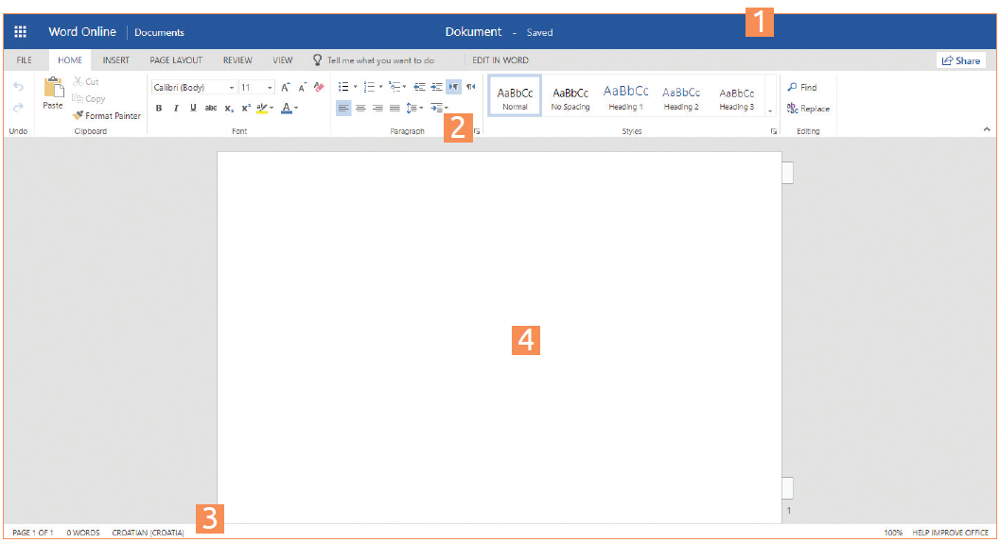 1
Word Online Documents Dokument - Saved
FILE HOME INSERT PAGE LAYOUT REVIEW VIEW Tell me what you want to do EDIT IN WORD Share
Cut
Calibri (Body) 11
AaBbCc AaBbCc AaBbCc AaBbCc AaBbCc
Find
Copy
Paste
Normal No Spacing Heading 1 Heading 2 Heading 3
Replace
Format Painter
B I U abc X₂ X² aby A
2
Undo Clipboard Font Paragraph Styles Editing
4
1
3
PAGE 1 OF 1 0 WORDS CROATIAN (CROATIA) 100% HELP IMPROVE OFFICE